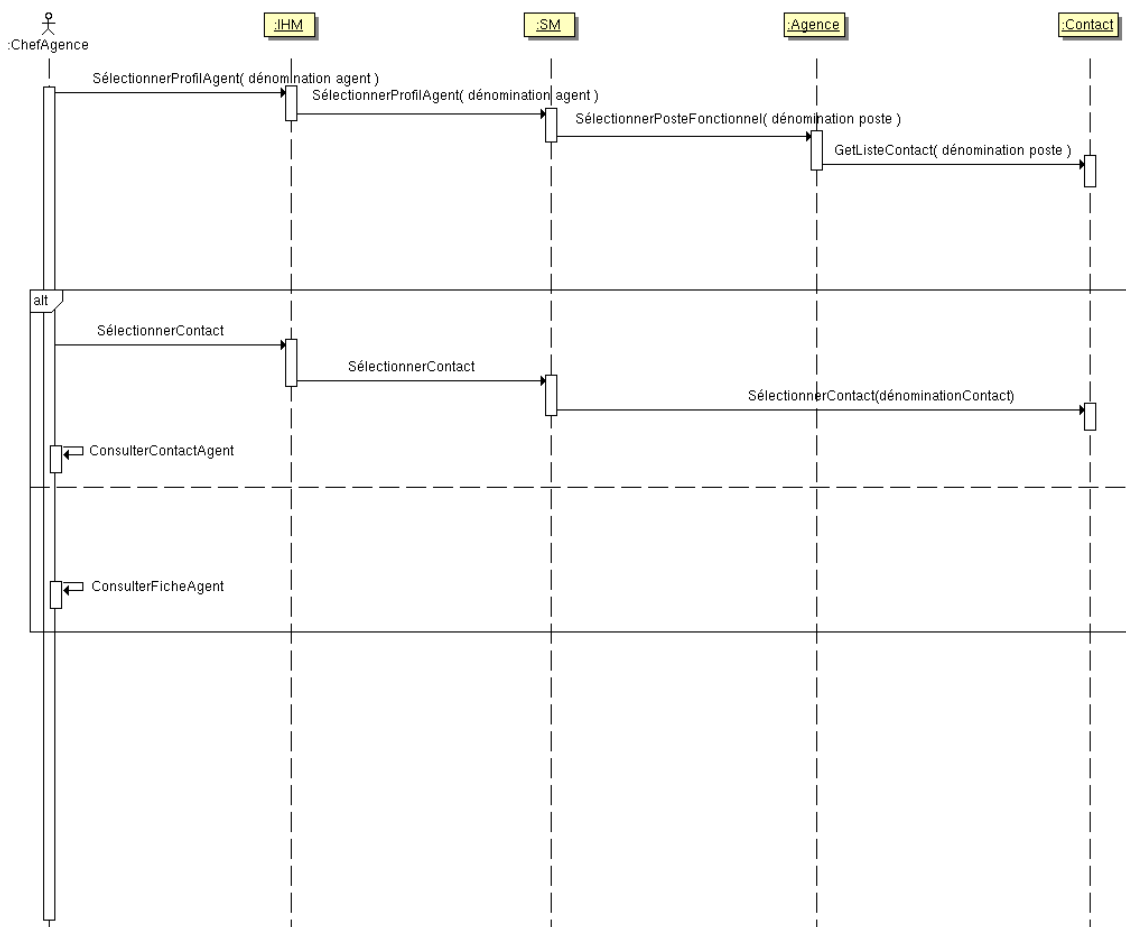 :ChefAgence
:IHM
:SM
:Agence
:Contact
SélectionnerProfilAgent( dénomination agent )
SélectionnerProfilAgent( dénomination agent )
SélectionnerPosteFonctionnel( dénomination poste )
GetListeContact( dénomination poste )
alt
SélectionnerContact
SélectionnerContact
SélectionnerContact(dénominationContact)
ConsulterContactAgent
ConsulterFicheAgent